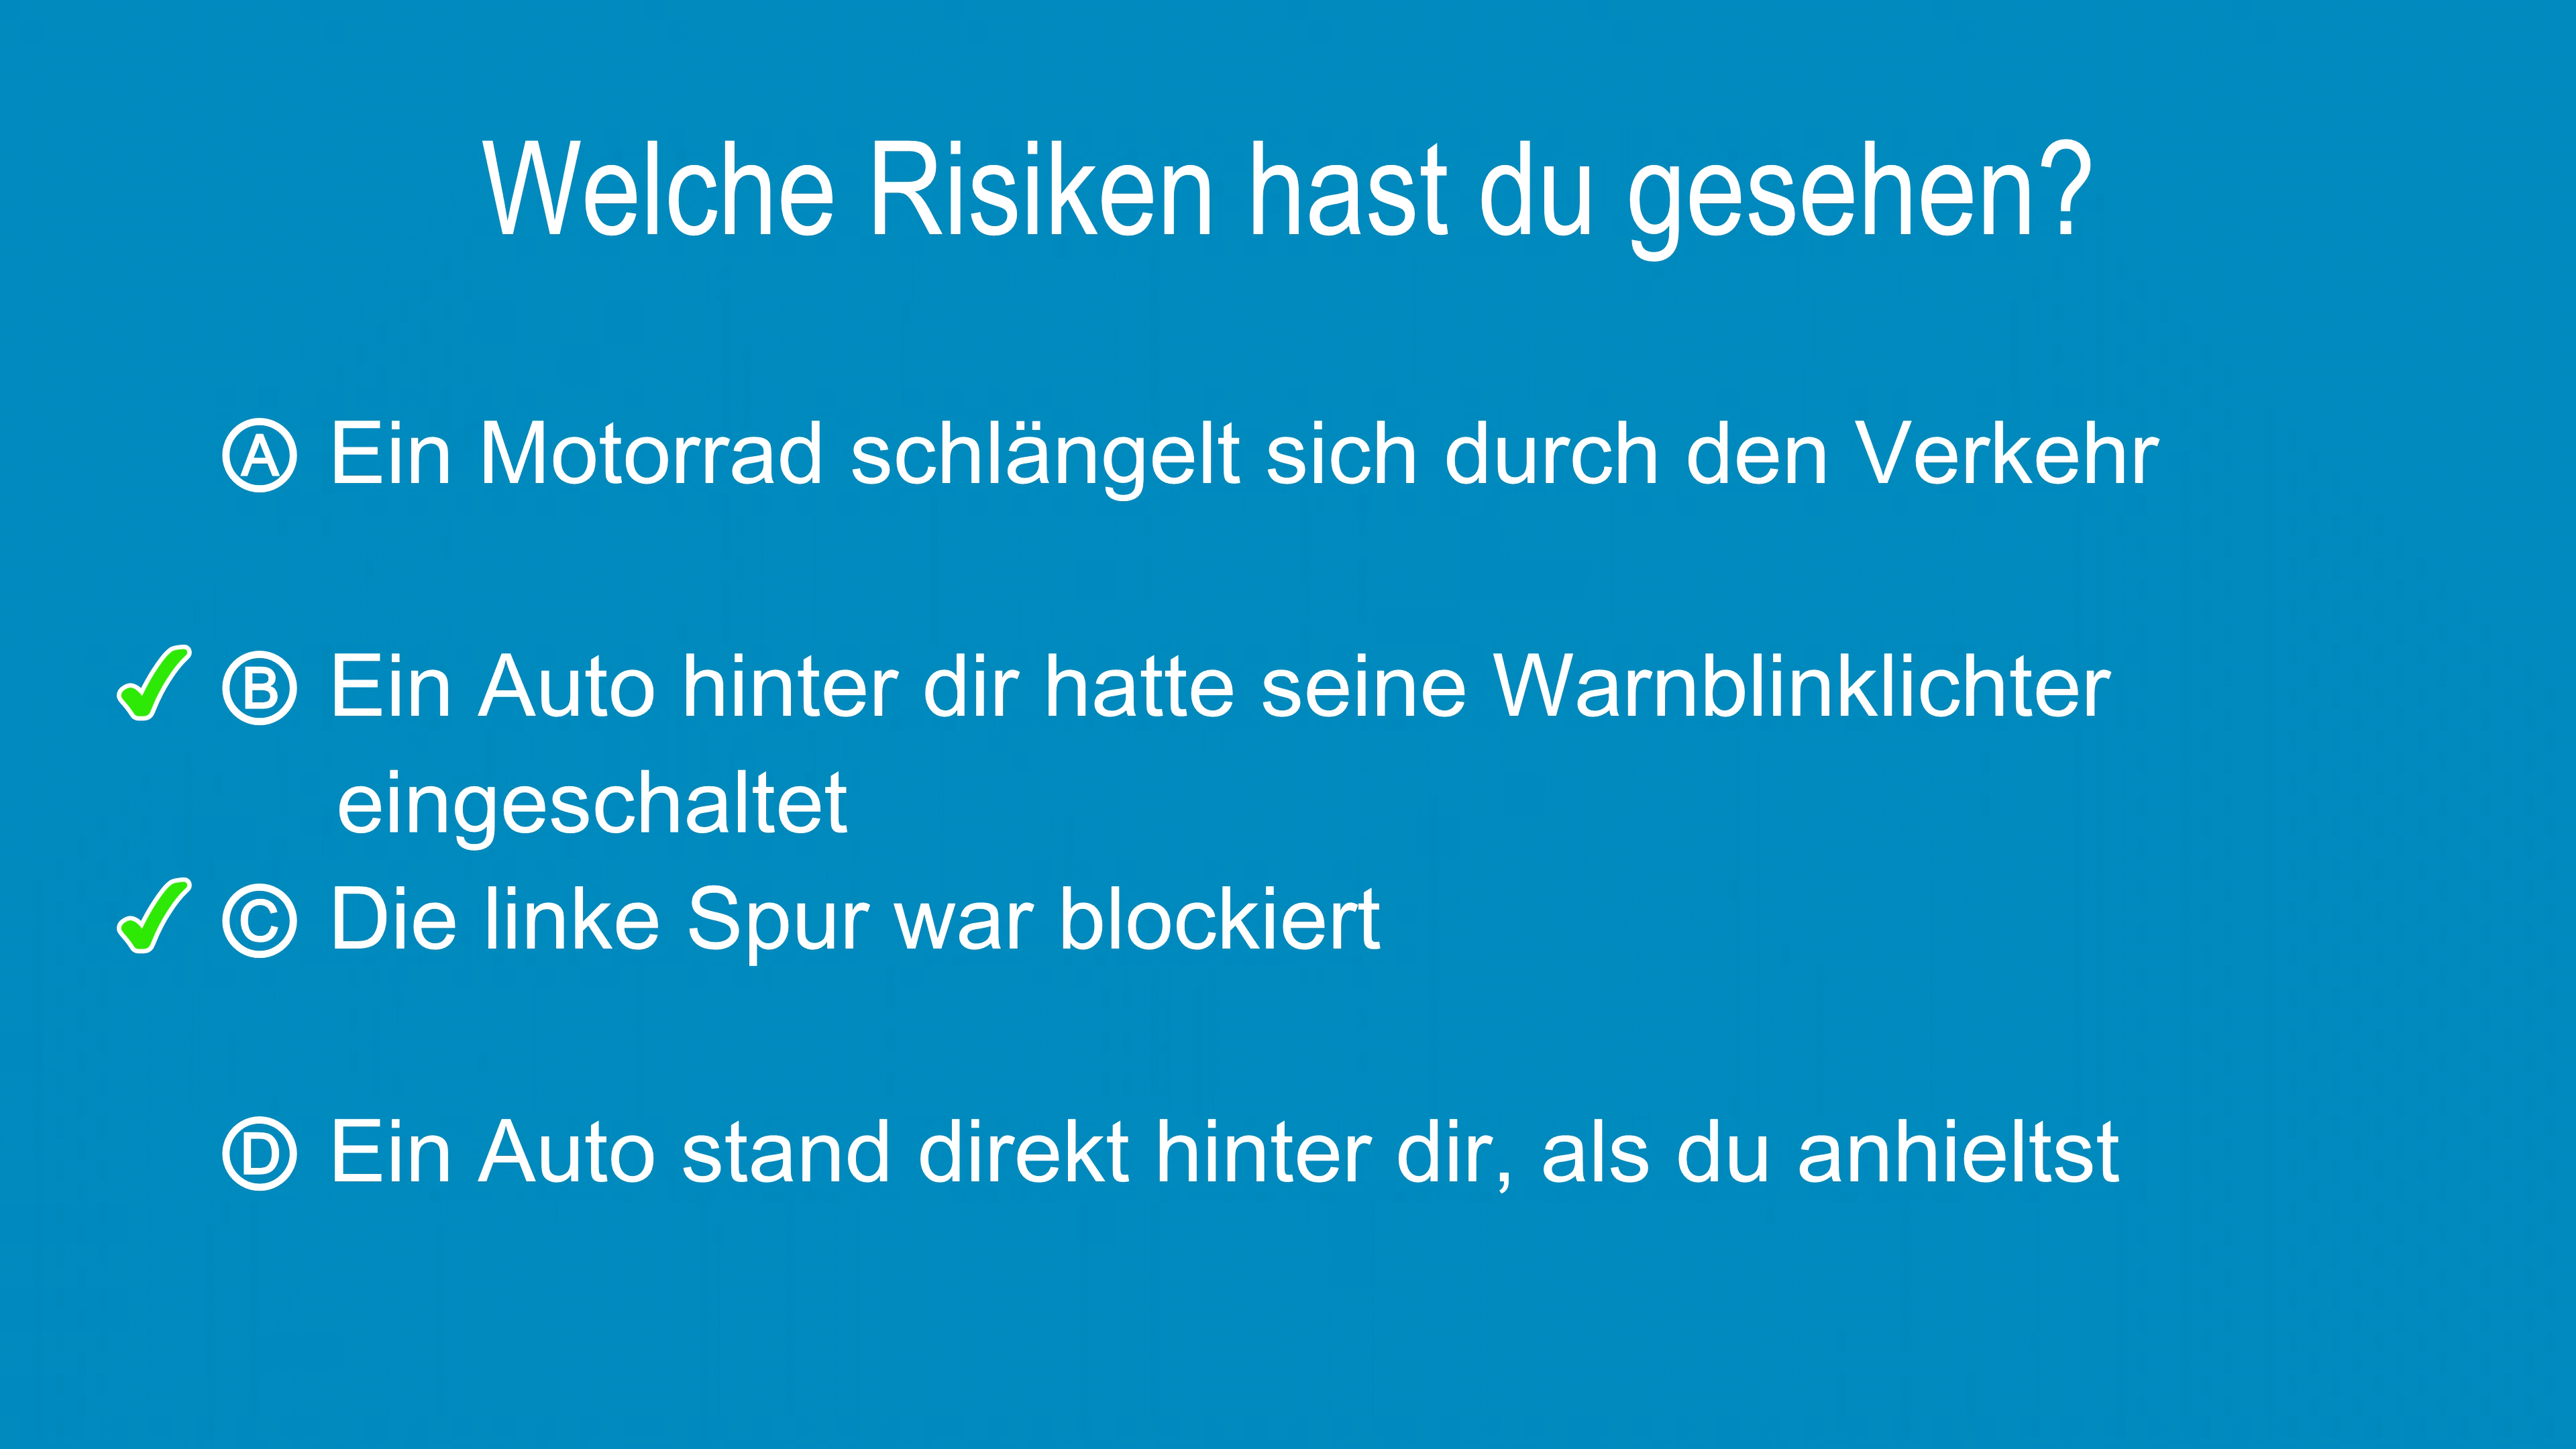 Welche Risiken hast du gesehen?
Ⓐ Ein Motorrad schlängelt sich durch den Verkehr
Ⓑ Ein Auto hinter dir hatte seine Warnblinklichter
eingeschaltet
Ⓒ Die linke Spur war blockiert
Ⓓ Ein Auto stand direkt hinter dir, als du anhieltst